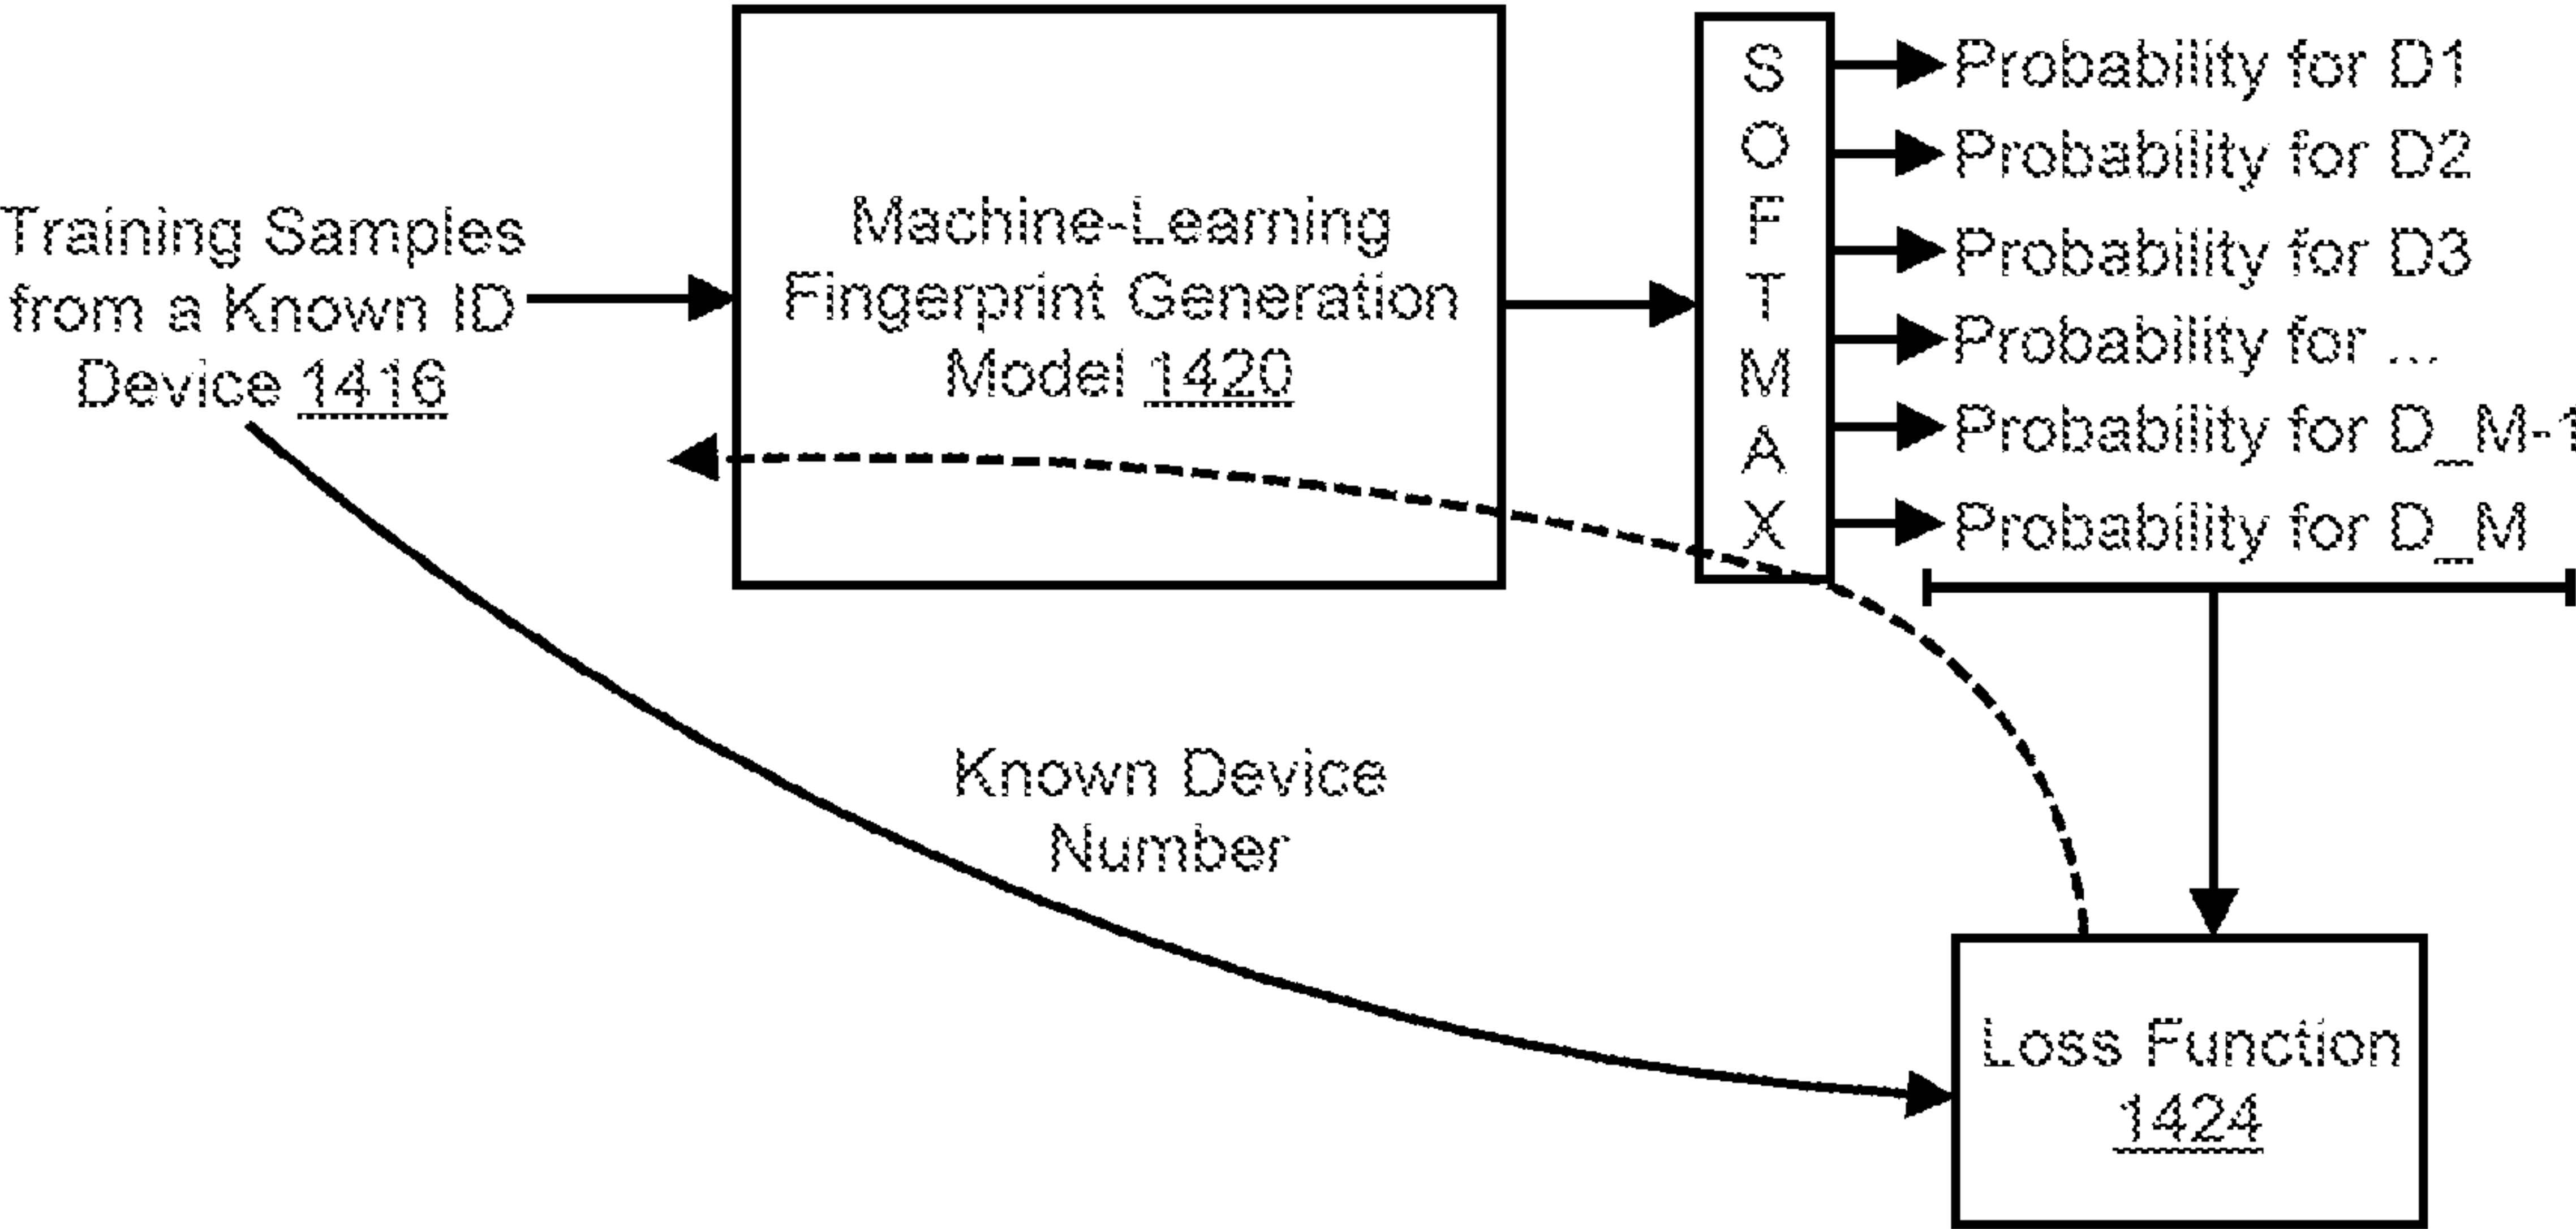 Training Samples
from a Known ID
Device 1416
Machine-Learning
Fingerprint Generation
Model 1420
S
O
F
T
M
A
X
Probability for D1
Probability for D2
Probability for D3
Probability for ...
Probability for D_M-1
Probability for D_M
Known Device
Number
Loss Function
1424